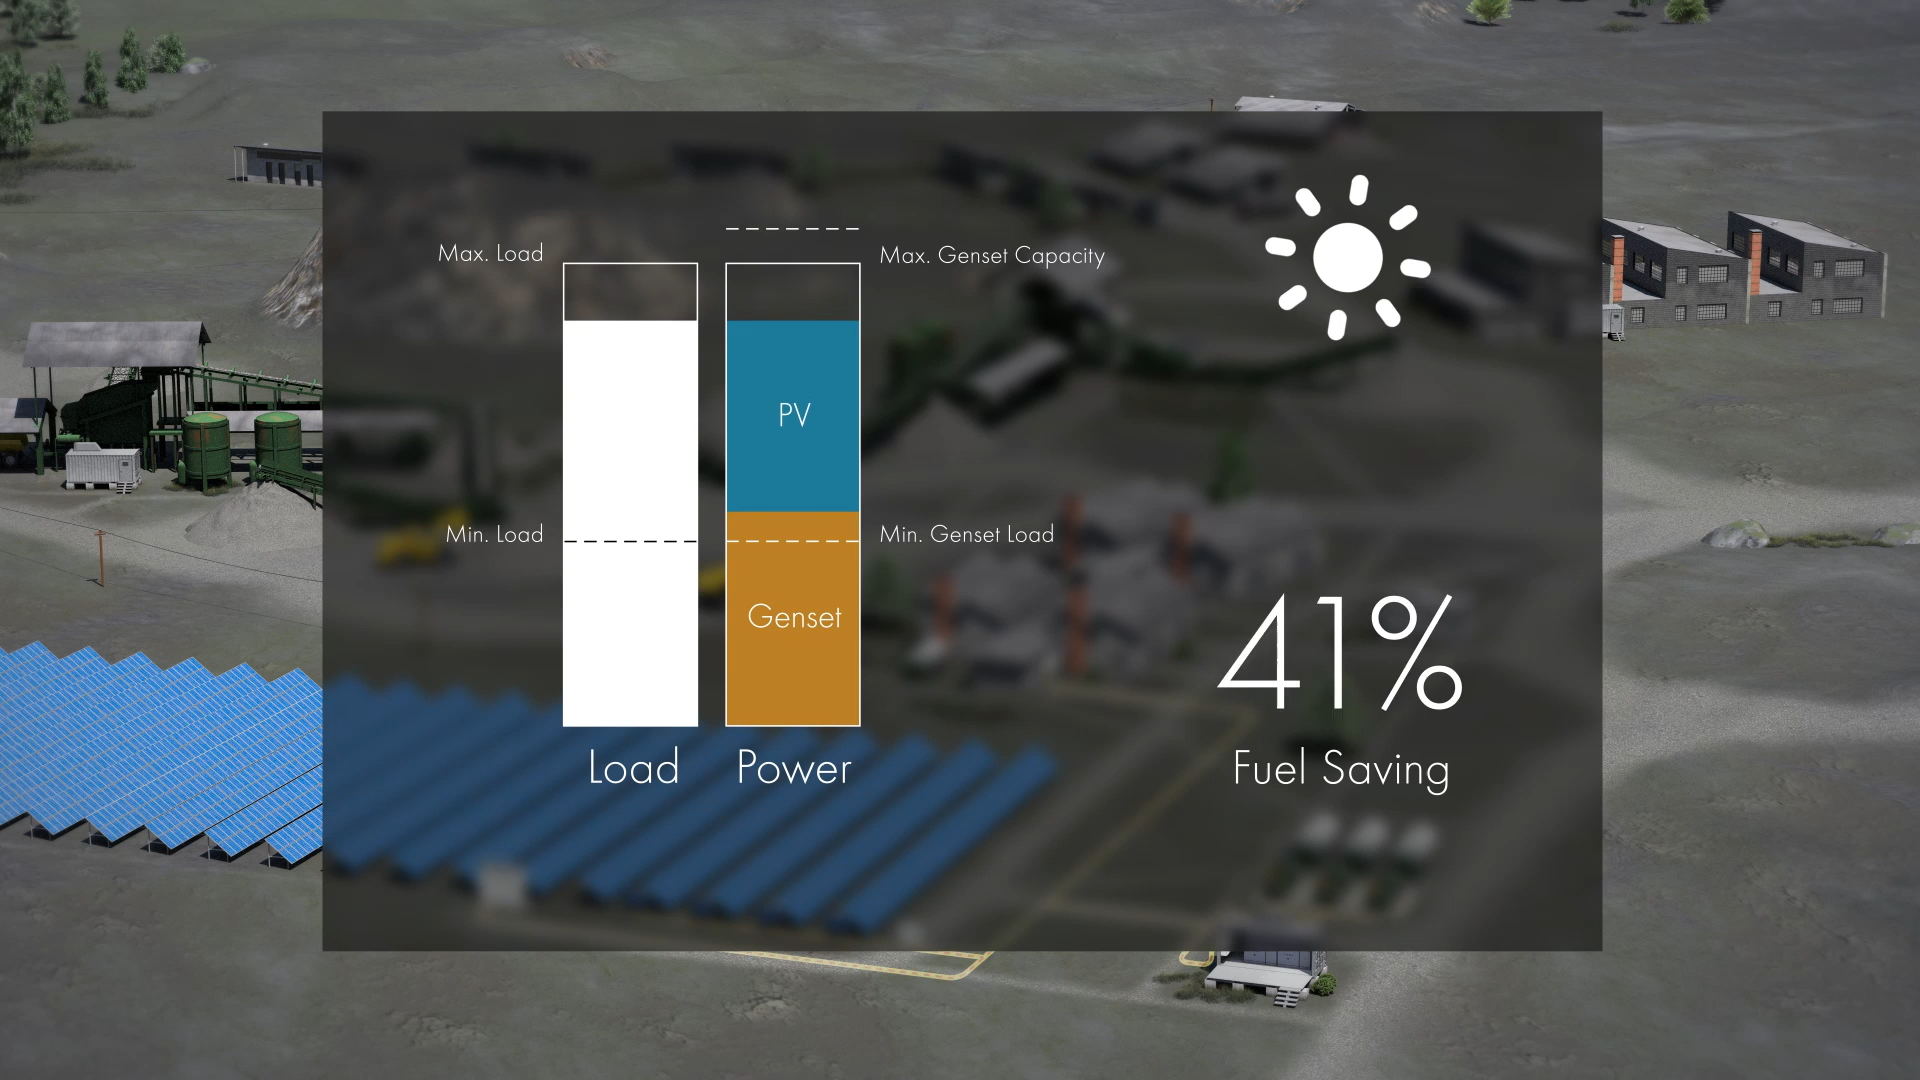 Max. Load
Max. Genset Capacity
PV
Min. Load
Min. Genset Load
Genset
41%
Load
Power
Fuel Saving